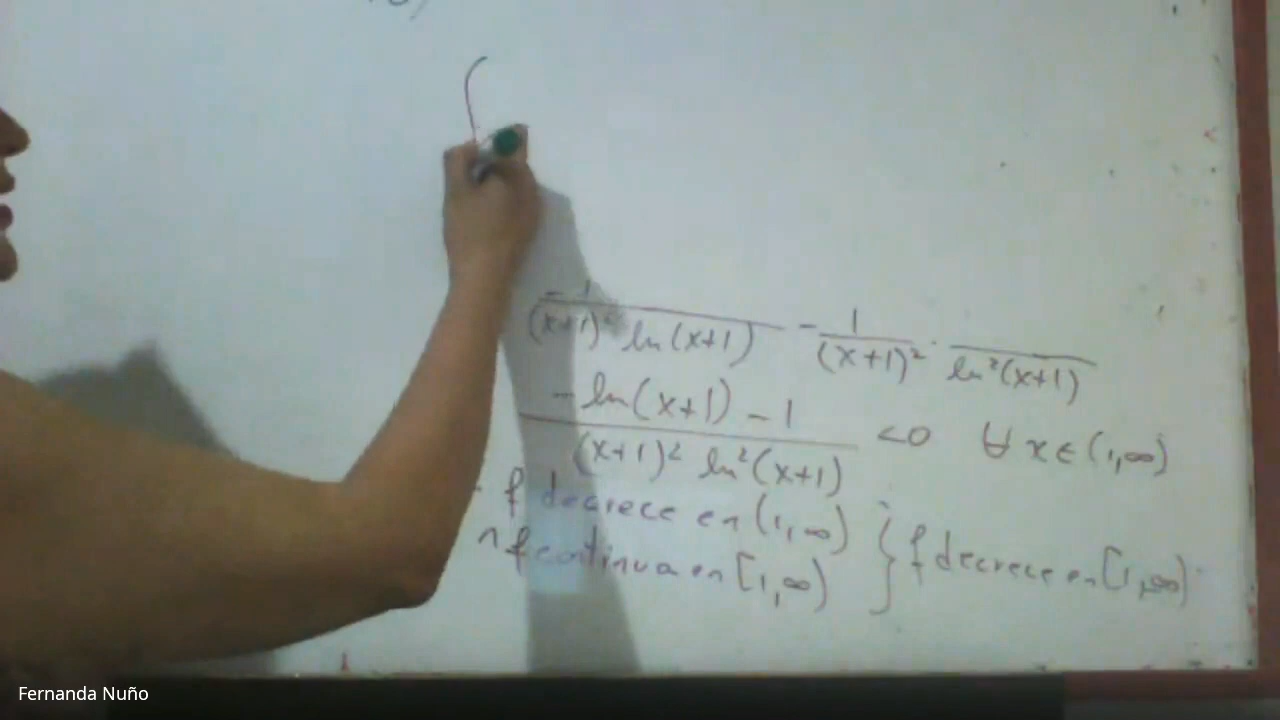 -1/((x+1)² ln(x+1)) - 1/(x+1)² · /ln²(x+1)
(-ln(x+1) - 1)/((x+1)² ln²(x+1)) <0 ∀ x ∈ (1,∞)
f decrece en (1,∞)
f continua en [1,∞) } f decrece en [1,∞)
Fernanda Nuño